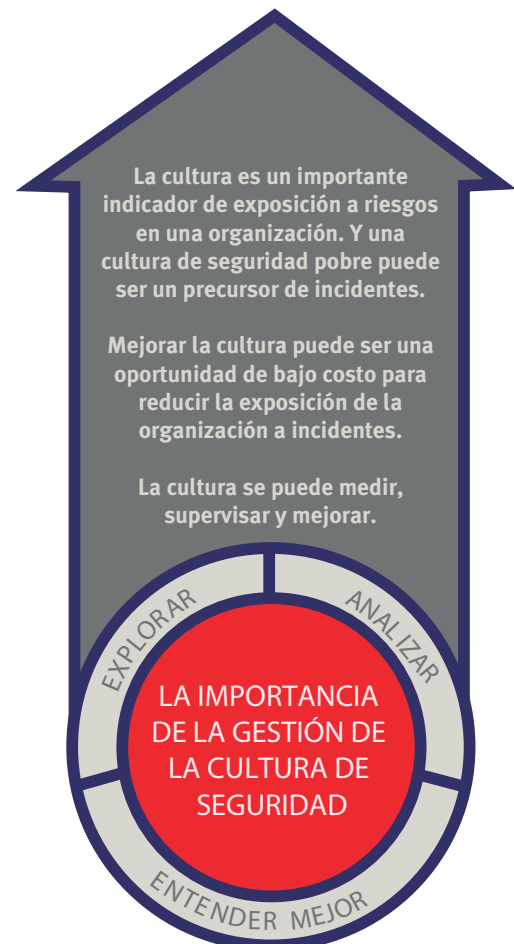 La cultura es un importante
indicador de exposición a riesgos
en una organización. Y una
cultura de seguridad pobre puede
ser un precursor de incidentes.
Mejorar la cultura puede ser una
oportunidad de bajo costo para
reducir la exposición de la
organización a incidentes.
La cultura se puede medir,
supervisar y mejorar.
EXPLORAR
ANALIZAR
LA IMPORTANCIA
DE LA GESTIÓN DE
LA CULTURA DE
SEGURIDAD
ENTENDER MEJOR